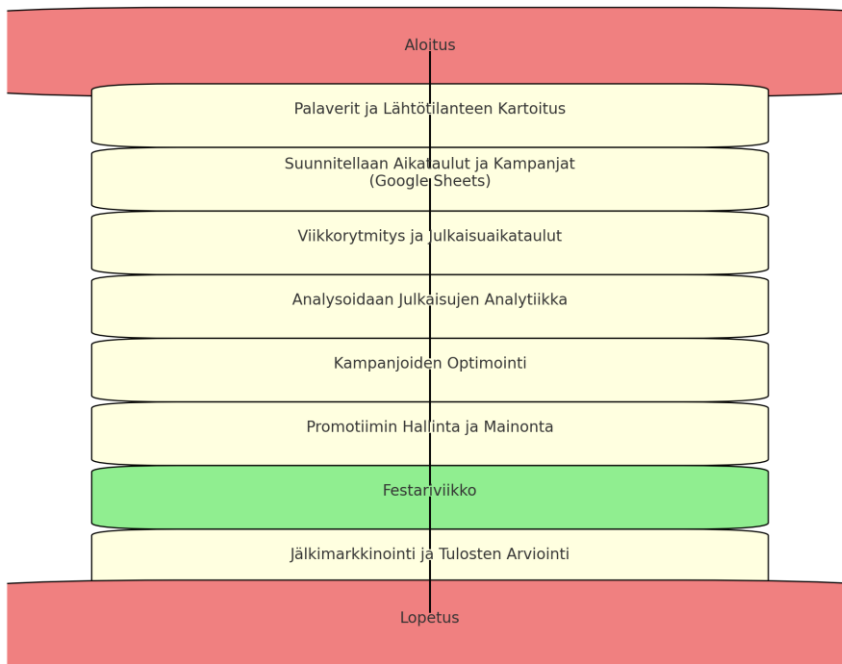 Aloitus
Palaverit ja Lähtötilanteen Kartoitus
Suunnitellaan Aikataulut ja Kampanjat
(Google Sheets)
Viikkorytmitys ja Julkaisuaikataulut
Analysoidaan Julkaisujen Analytiikka
Kampanjoiden Optimointi
Promotiimin Hallinta ja Mainonta
Festariviikko
Jälkimarkkinointi ja Tulosten Arviointi
Lopetus